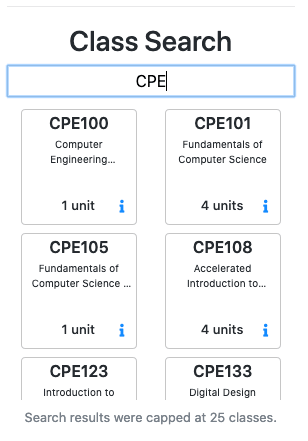 Class Search
CPE
CPE100
Computer
Engineering...
1 unit
CPE101
Fundamentals of
Computer Science
4 units
CPE105
Fundamentals of
Computer Science ...
1 unit
CPE108
Accelerated
Introduction to...
4 units
CPE123
Introduction to
CPE133
Digital Design
Search results were capped at 25 classes.